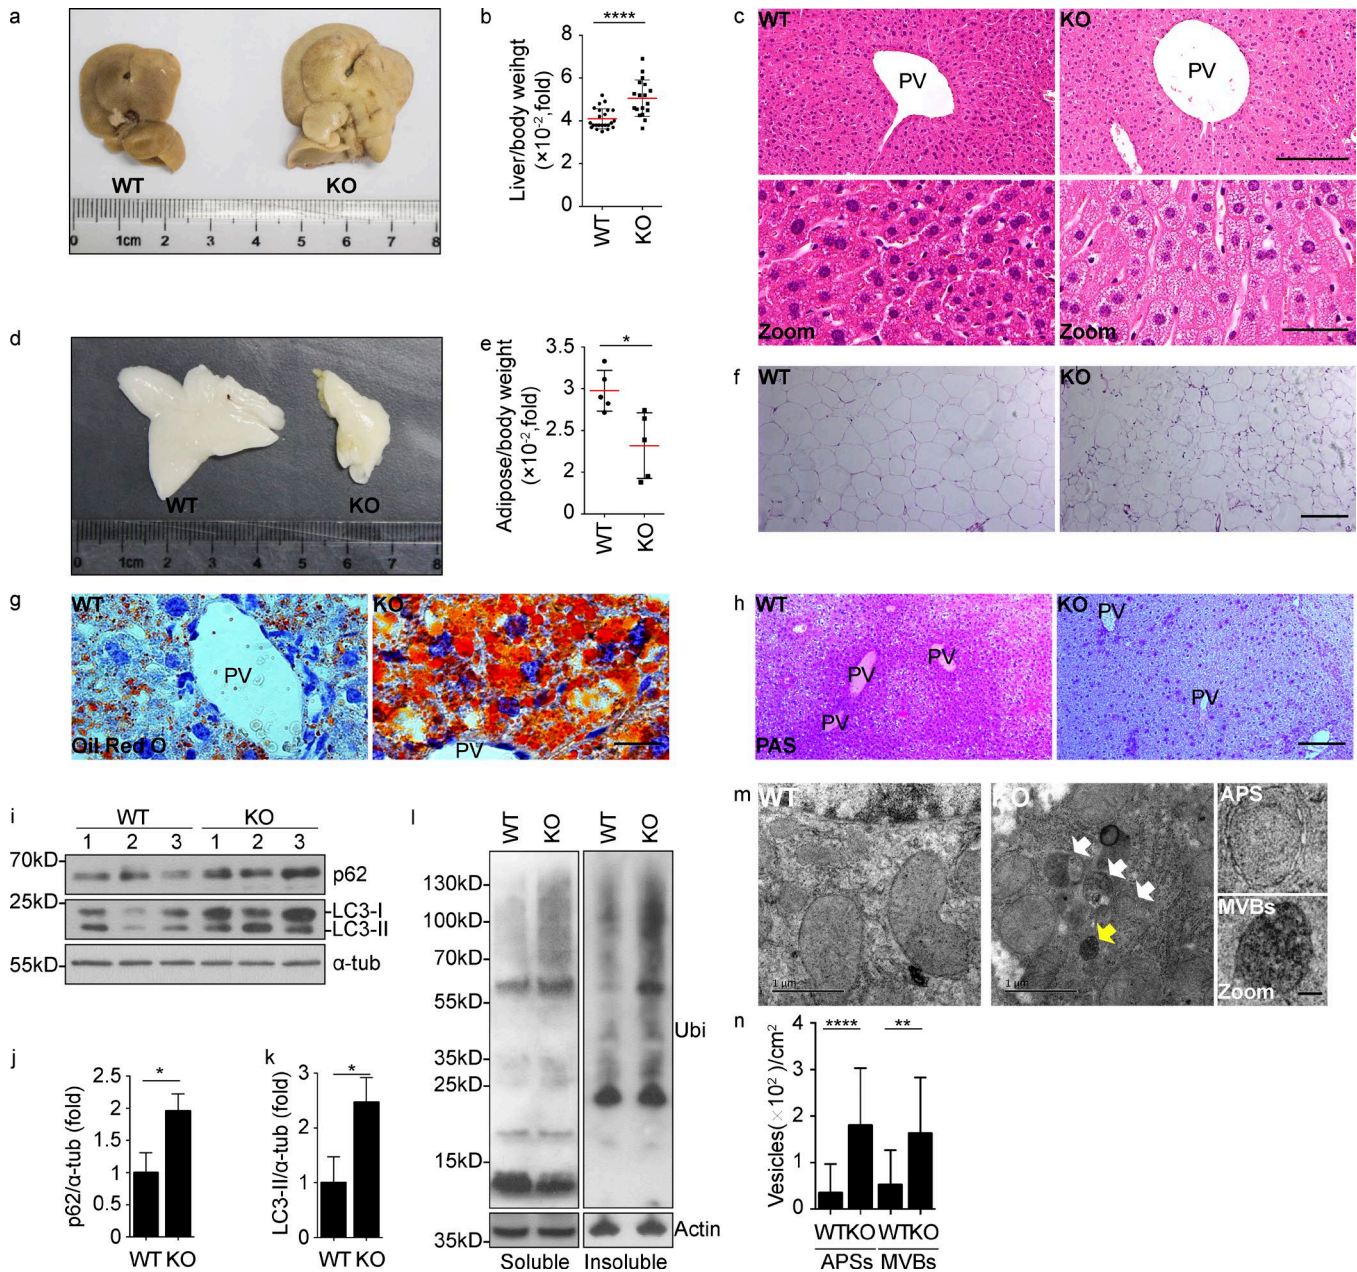 a
WT
KO
0 1cm 2 3 4 5 6 7 8
b
****
Liver/body weihgt
(×10⁻²,fold)
8
6
4
2
0
WT
KO
c
WT
PV
KO
PV
Zoom
Zoom
d
WT
KO
0 1cm 2 3 4 5 6 7 8
e
*
Adipose/body weight
(×10⁻²,fold)
3.5
3
2.5
2
0
WT
KO
f
WT
KO
g
WT
PV
Oil Red O
KO
PV
h
WT
PV
PV
PV
PAS
KO
PV
PV
i
WT KO
1 2 3 1 2 3
70kD
p62
25kD
LC3-I
LC3-II
55kD
α-tub
j
*
p62/α-tub (fold)
2.5
2
1.5
1
0.5
0
WT KO
k
*
LC3-II/α-tub (fold)
3
2
1
0
WT KO
l
WT KO WT KO
130kD
100kD
70kD
55kD
Ubi
35kD
25kD
15kD
Actin
35kD
Soluble Insoluble
m
WT
1 μm
KO
1 μm
APS
MVBs
Zoom
n
**** **
Vesicles(×10²)/cm²
4
3
2
1
0
WT KO WT KO
APSs MVBs